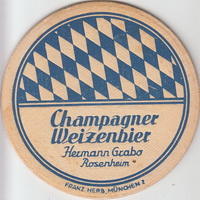 Champagner
Weizenbier
Hermann Grabo
Rosenheim
FRANZ HERB, MÜNCHEN 2